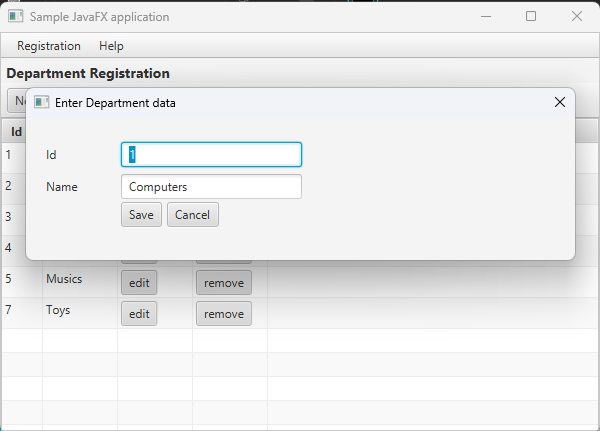 Sample JavaFX application
Registration Help
Department Registration
Enter Department data
Id
1
2
3
4
Id 1
Name Computers
Save Cancel
5 Musics edit remove
7 Toys edit remove